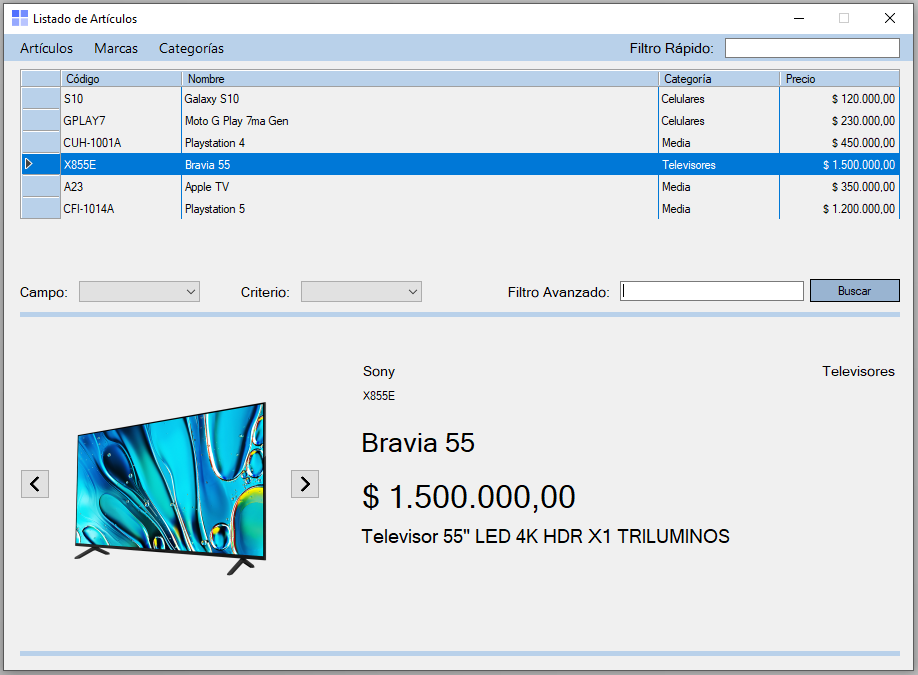 Listado de Artículos
Artículos Marcas Categorías Filtro Rápido:
Código Nombre Categoría Precio
S10 Galaxy S10 Celulares $ 120.000,00
GPLAY7 Moto G Play 7ma Gen Celulares $ 230.000,00
CUH-1001A Playstation 4 Media $ 450.000,00
X855E Bravia 55 Televisores $ 1.500.000,00
A23 Apple TV Media $ 350.000,00
CFI-1014A Playstation 5 Media $ 1.200.000,00
Campo: Criterio: Filtro Avanzado: Buscar
Sony Televisores
X855E
Bravia 55
$ 1.500.000,00
Televisor 55" LED 4K HDR X1 TRILUMINOS